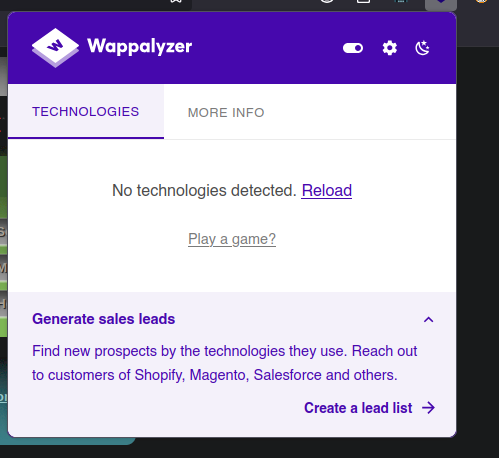 Wappalyzer
TECHNOLOGIES
MORE INFO
No technologies detected. Reload
Play a game?
Generate sales leads
Find new prospects by the technologies they use. Reach out
to customers of Shopify, Magento, Salesforce and others.
Create a lead list